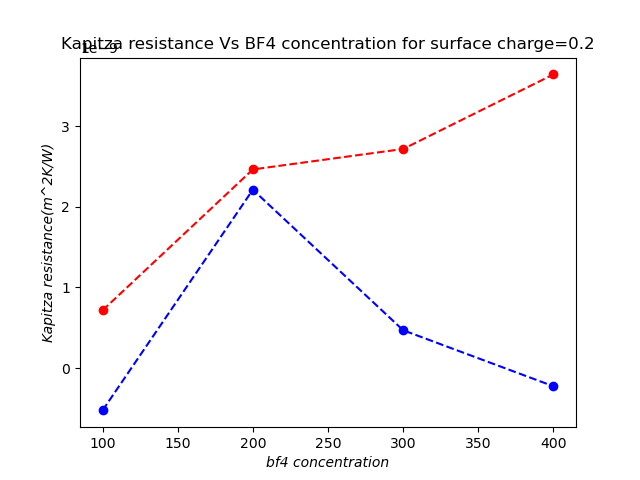 Kapitza resistance Vs BF4 concentration for surface charge=0.2
1e−9
Kapitza resistance(m^2K/W)
3
2
1
0
100 150 200 250 300 350 400
bf4 concentration